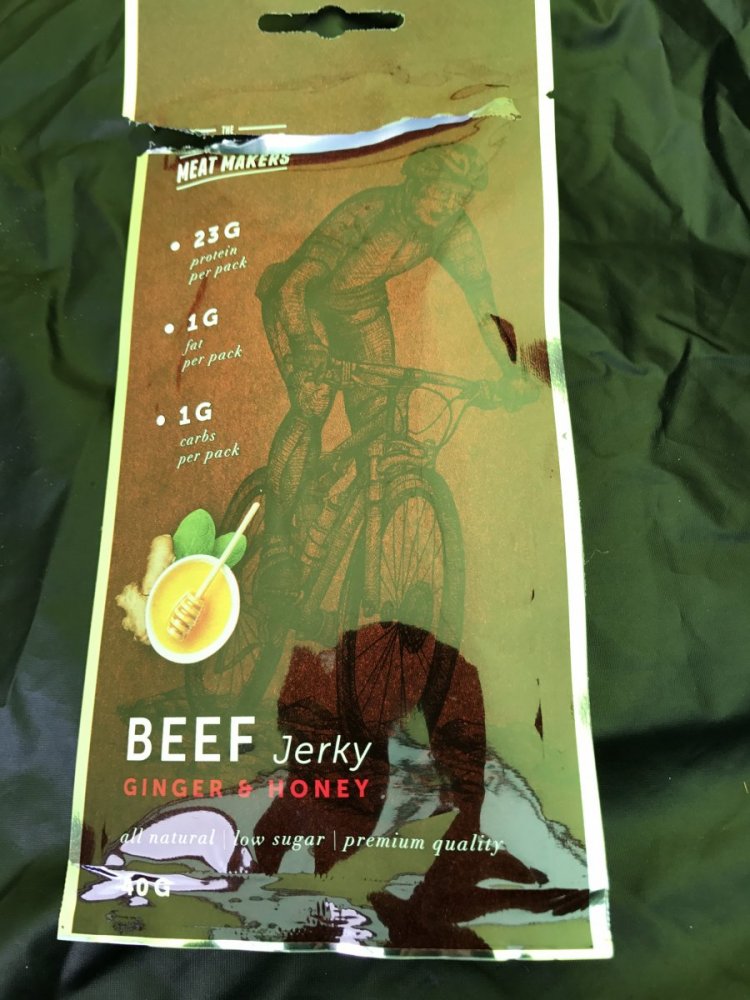 THE
MEAT MAKERS
23G
protein
per pack
1G
fat
per pack
1G
carbs
per pack
BEEF Jerky
GINGER & HONEY
all natural | low sugar | premium quality
40G